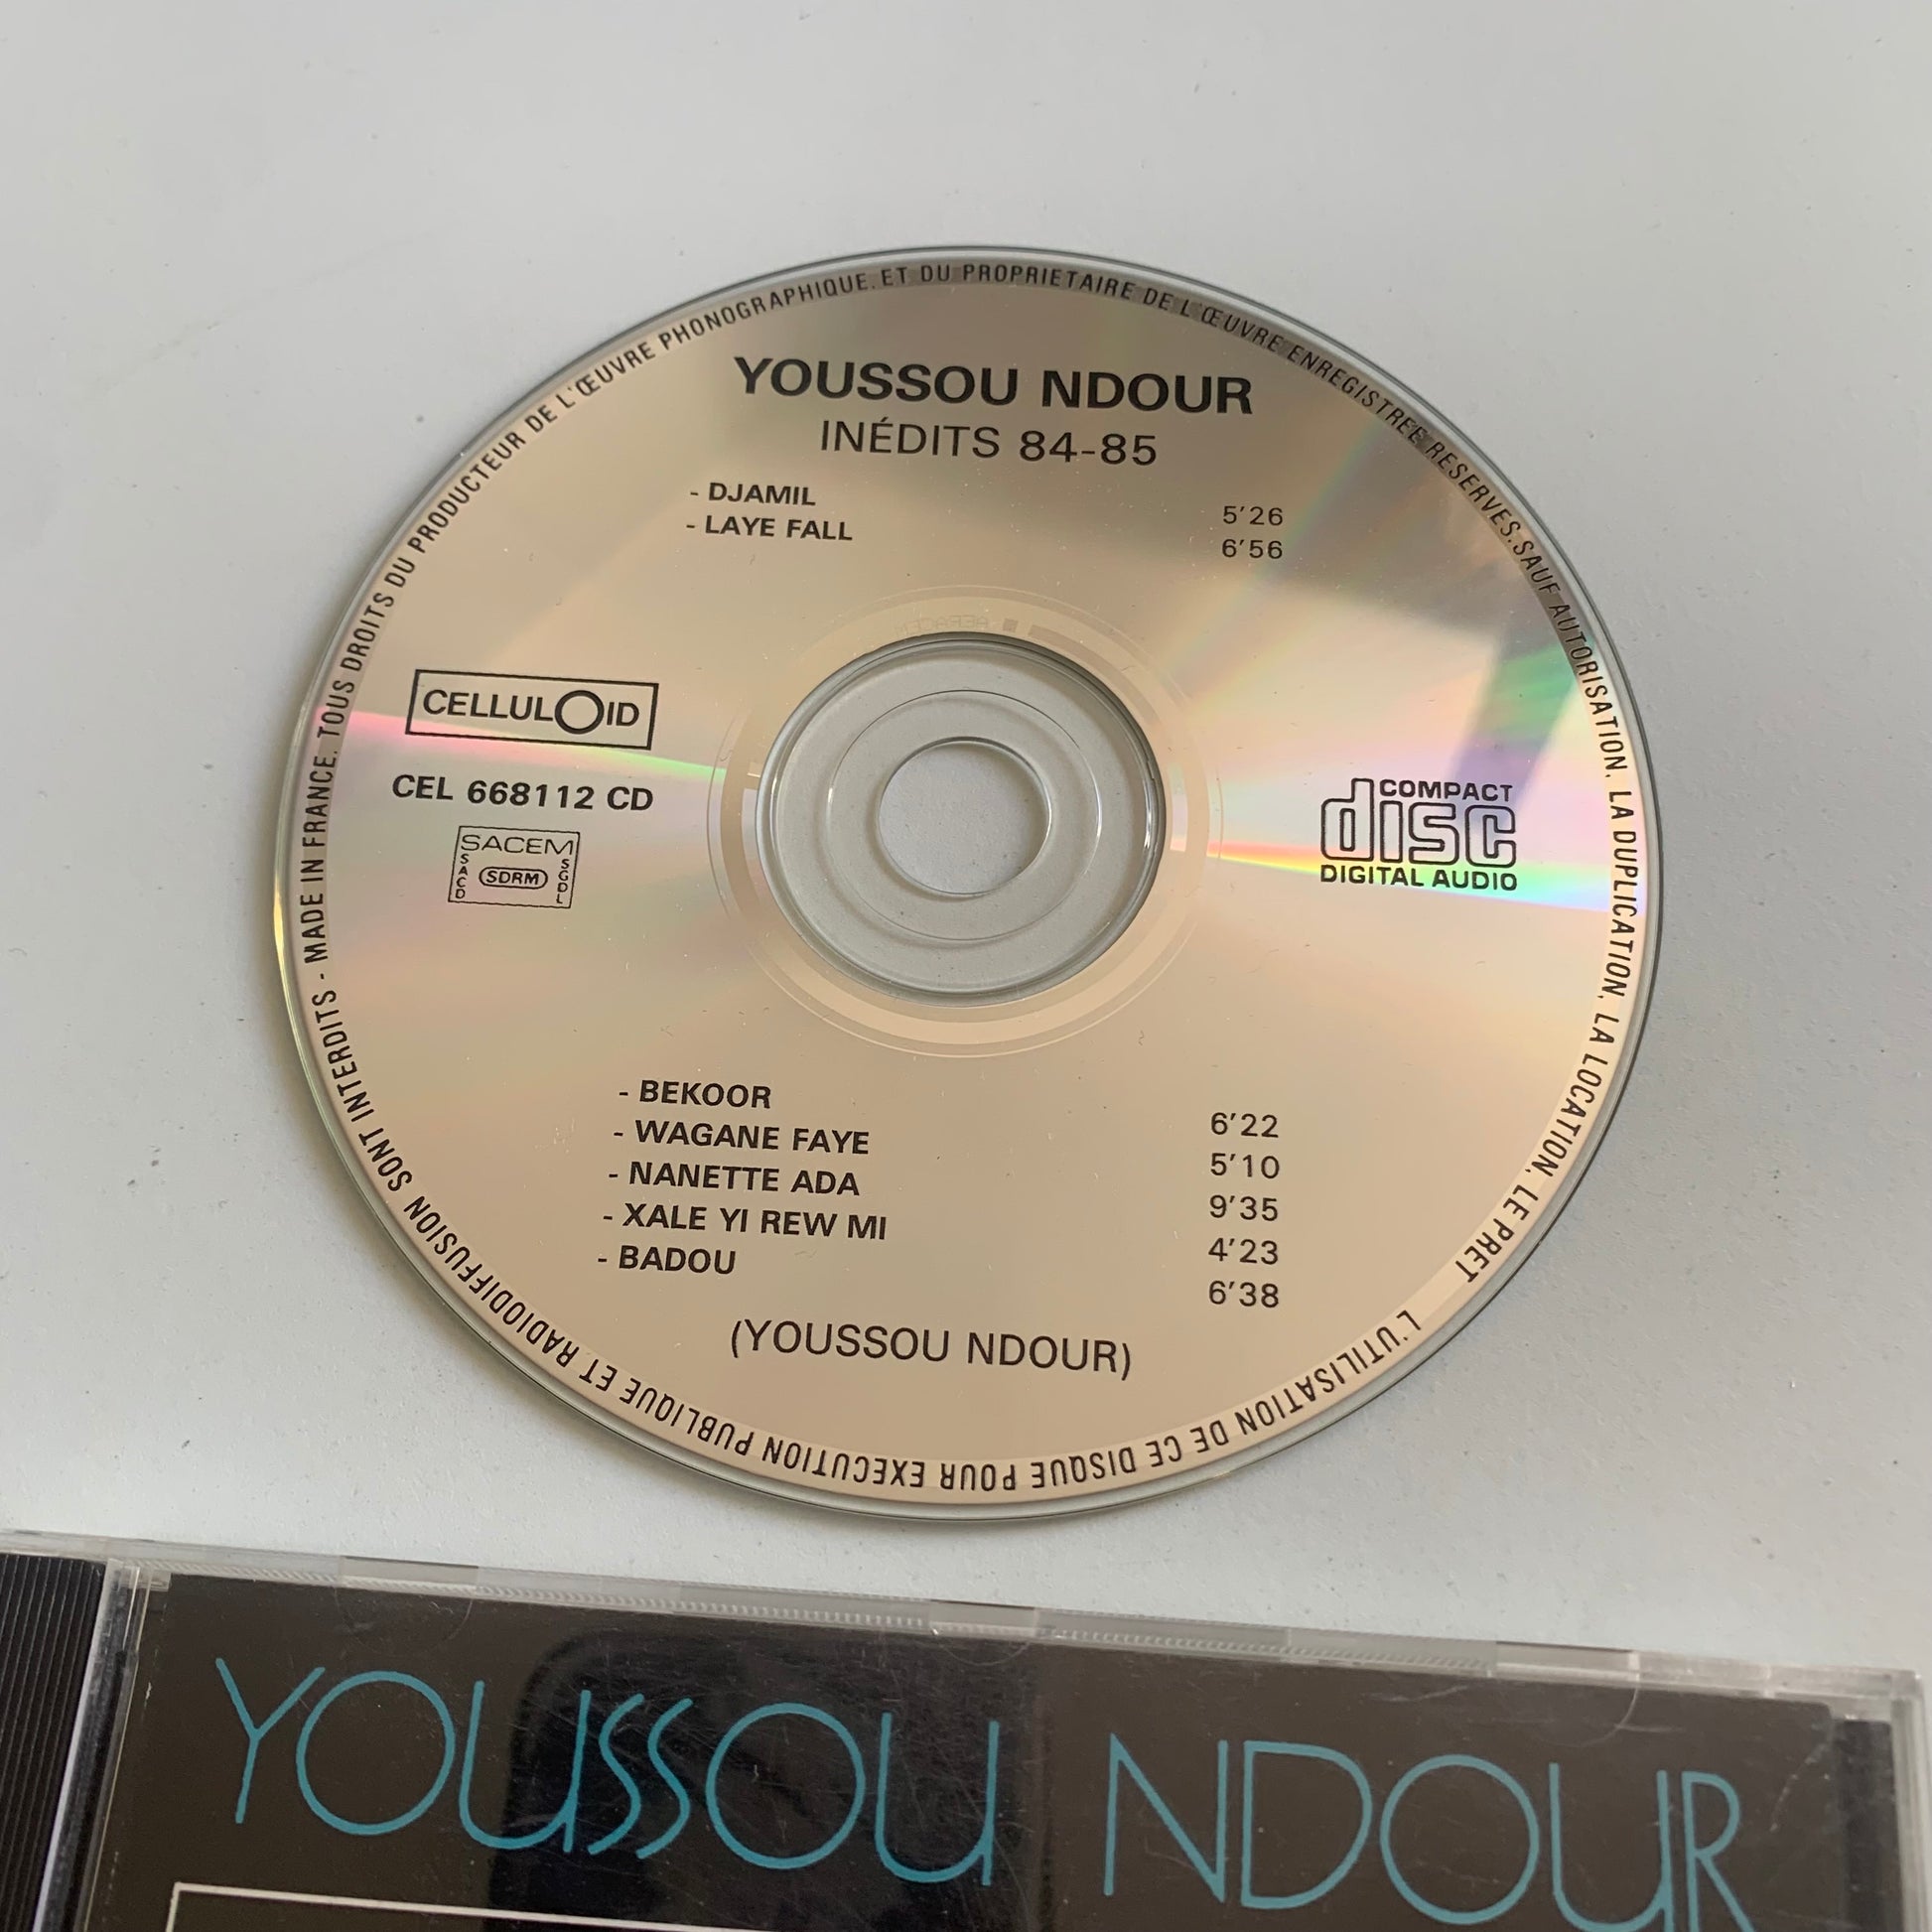 YOUSSOU NDOUR
INÉDITS 84-85
- DJAMIL 5'26
- LAYE FALL 6'56
CELLULOID
CEL 668112 CD
SACEM
SACD
SDRM
SGDL
COMPACT
disc
DIGITAL AUDIO
- BEKOOR 6'22
- WAGANE FAYE 5'10
- NANETTE ADA 9'35
- XALE YI REW MI 4'23
- BADOU 6'38
(YOUSSOU NDOUR)
MADE IN FRANCE. TOUS DROITS DU PRODUCTEUR DE L'ŒUVRE PHONOGRAPHIQUE. ET DU PROPRIETAIRE DE L'ŒUVRE ENREGISTREE RESERVES. SAUF AUTORISATION. LA DUPLICATION. LA LOCATION. LE PRET L'UTILISATION DE CE DISQUE POUR EXECUTION PUBLIQUE ET RADIODIFFUSION SONT INTERDITS -
YOUSSOU NDOUR